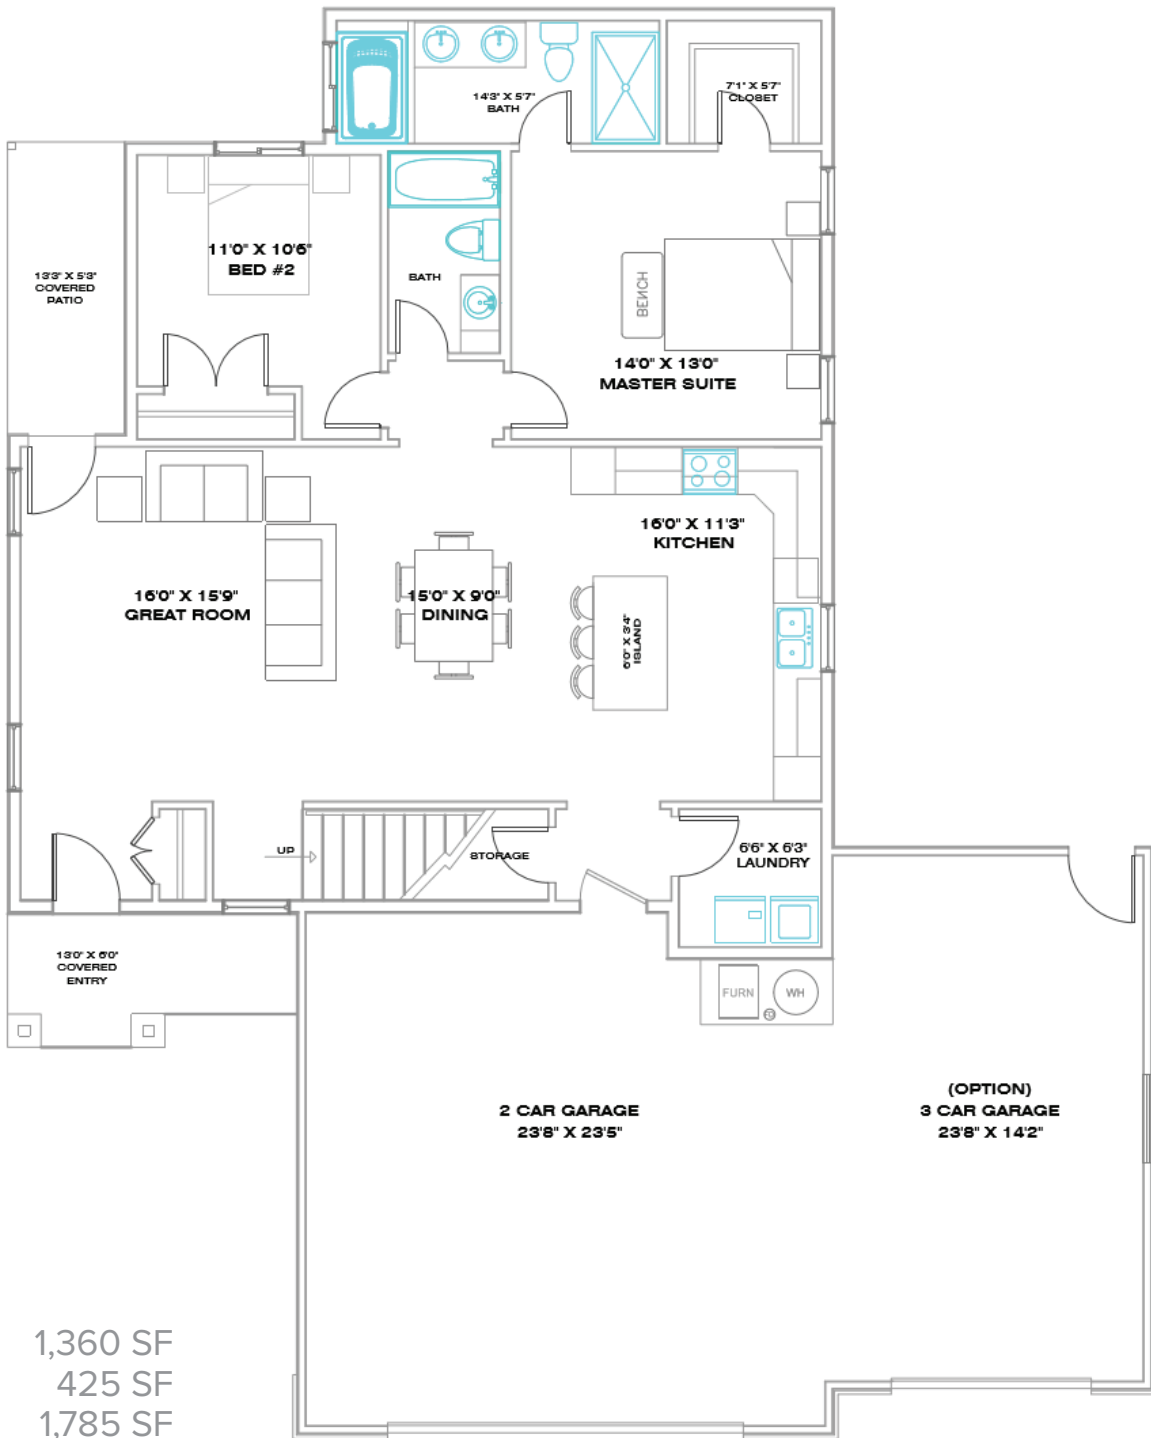 14'3" X 5'7"
BATH
7'1" X 5'7"
CLOSET
11'0" X 10'6"
BED #2
13'3" X 5'3"
COVERED
PATIO
BATH
BENCH
14'0" X 13'0"
MASTER SUITE
16'0" X 11'3"
KITCHEN
16'0" X 15'9"
GREAT ROOM
15'0" X 9'0"
DINING
6'0" X 3'4"
ISLAND
UP
STORAGE
6'6" X 6'3"
LAUNDRY
13'0" X 6'0"
COVERED
ENTRY
FURN
WH
2 CAR GARAGE
23'8" X 23'5"
(OPTION)
3 CAR GARAGE
23'8" X 14'2"
1,360 SF
425 SF
1,785 SF